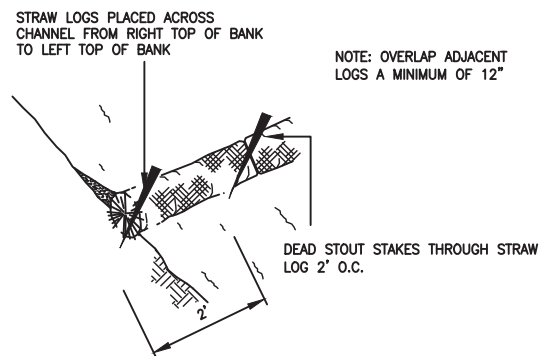 STRAW LOGS PLACED ACROSS
CHANNEL FROM RIGHT TOP OF BANK
TO LEFT TOP OF BANK
NOTE: OVERLAP ADJACENT
LOGS A MINIMUM OF 12"
DEAD STOUT STAKES THROUGH STRAW
LOG 2' O.C.
2'